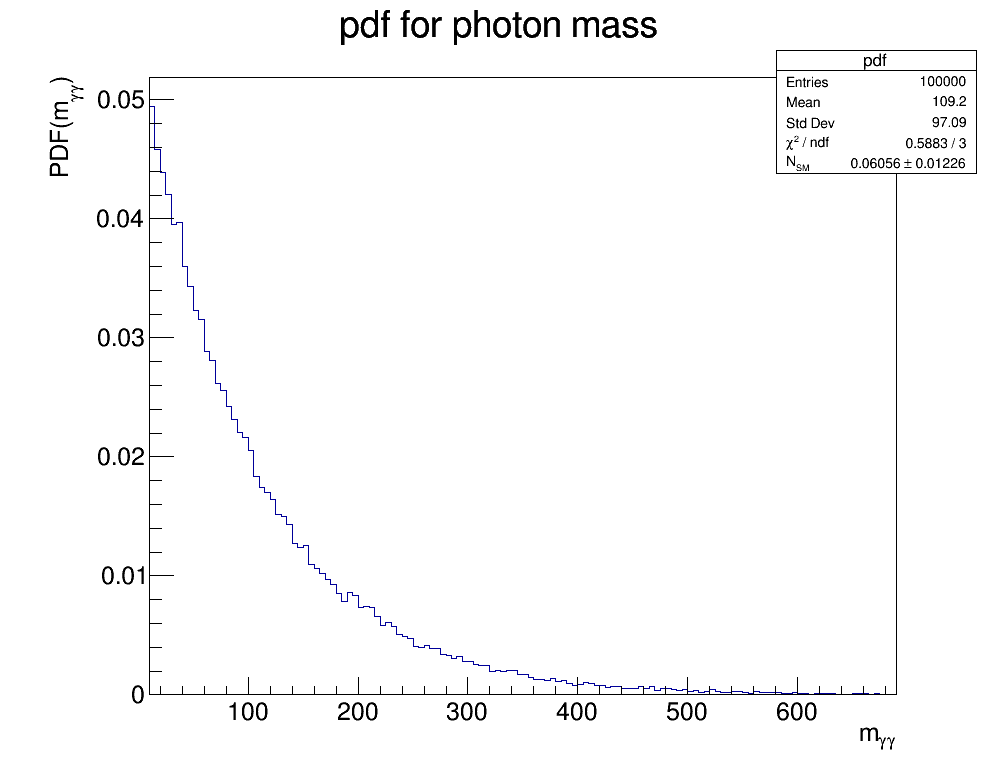 pdf for photon mass
pdf
Entries 100000
Mean 109.2
Std Dev 97.09
χ² / ndf 0.5883 / 3
N_SM 0.06056 ± 0.01226
PDF(m_γγ)
0.05
0.04
0.03
0.02
0.01
0
100 200 300 400 500 600
m_γγ